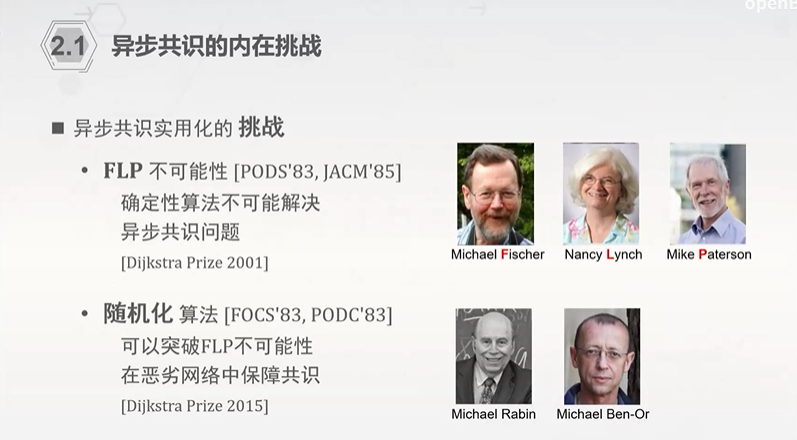 openE
2.1 异步共识的内在挑战
■ 异步共识实用化的 挑战
• FLP 不可能性 [PODS'83, JACM'85]
确定性算法不可能解决
异步共识问题
[Dijkstra Prize 2001]
Michael Fischer Nancy Lynch Mike Paterson
• 随机化 算法 [FOCS'83, PODC'83]
可以突破FLP不可能性
在恶劣网络中保障共识
[Dijkstra Prize 2015]
Michael Rabin Michael Ben-Or